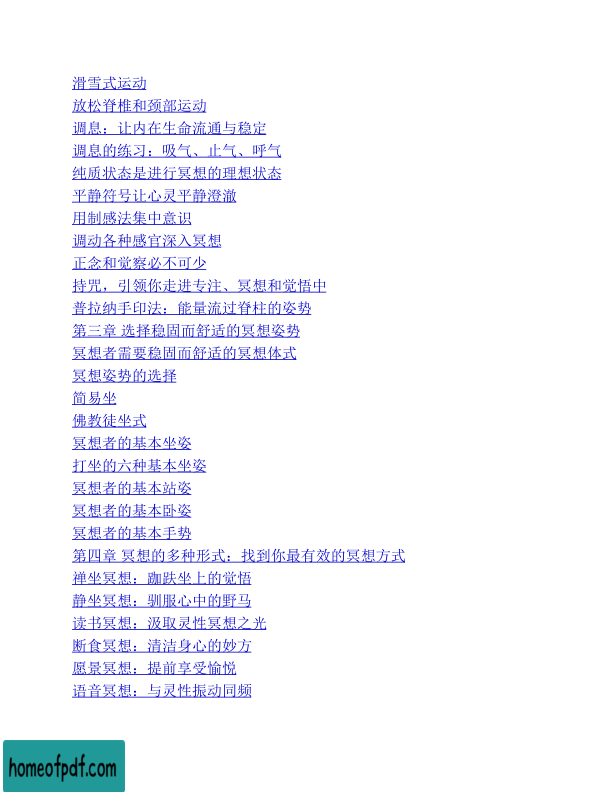 滑雪式运动
放松脊椎和颈部运动
调息：让内在生命流通与稳定
调息的练习：吸气、止气、呼气
纯质状态是进行冥想的理想状态
平静符号让心灵平静澄澈
用制感法集中意识
调动各种感官深入冥想
正念和觉察必不可少
持咒，引领你走进专注、冥想和觉悟中
普拉纳手印法：能量流过脊柱的姿势
第三章 选择稳固而舒适的冥想姿势
冥想者需要稳固而舒适的冥想体式
冥想姿势的选择
简易坐
佛教徒坐式
冥想者的基本坐姿
打坐的六种基本坐姿
冥想者的基本站姿
冥想者的基本卧姿
冥想者的基本手势
第四章 冥想的多种形式：找到你最有效的冥想方式
禅坐冥想：跏趺坐上的觉悟
静坐冥想：驯服心中的野马
读书冥想：汲取灵性冥想之光
断食冥想：清洁身心的妙方
愿景冥想：提前享受愉悦
语音冥想：与灵性振动同频
homeofpdf.com